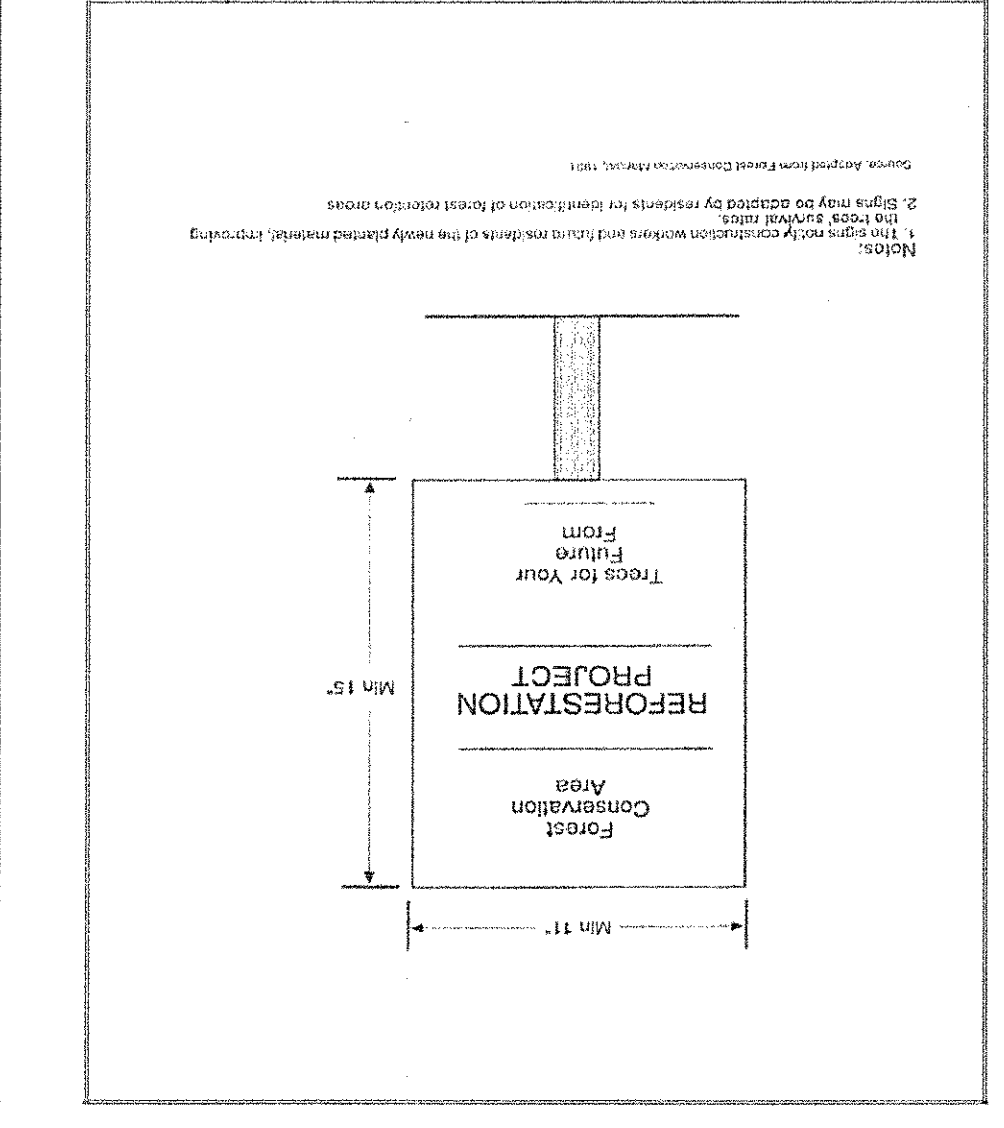 Min 11"
Forest
Conservation
Area
REFORESTATION
PROJECT
Min 15"
Trees for Your
Future
From
Notes:
1. The signs notify construction workers and future residents of the newly planted material, improving
the trees' survival rates.
2. Signs may be adapted by residents for identification of forest retention areas
Source: Adapted from Forest Conservation Manual, 1991